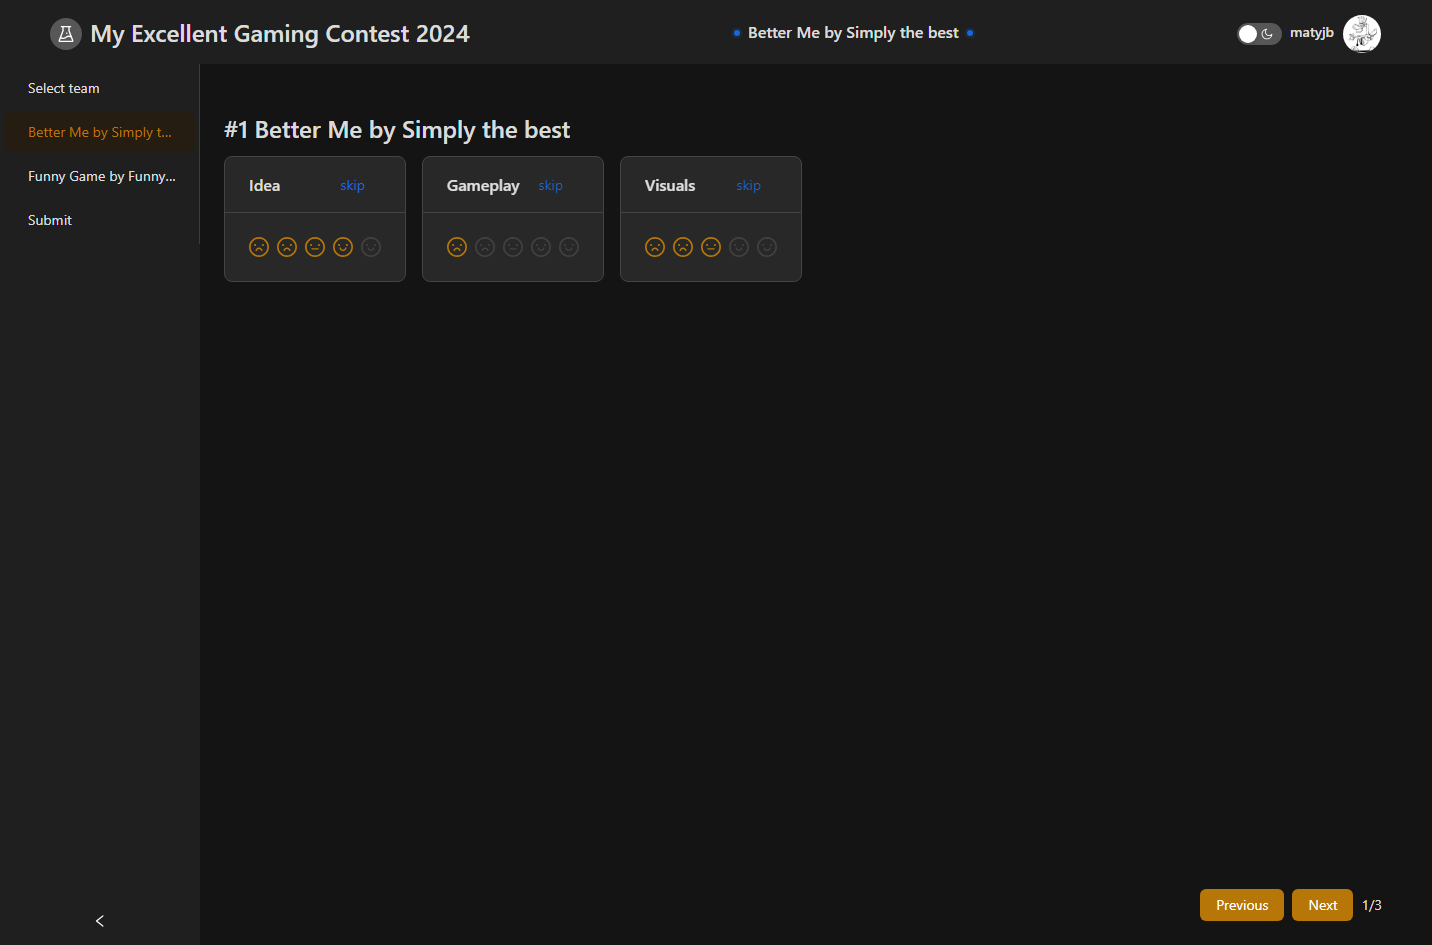 My Excellent Gaming Contest 2024
Better Me by Simply the best
matyjb
Select team
Better Me by Simply t...
Funny Game by Funny...
Submit
#1 Better Me by Simply the best
Idea skip
Gameplay skip
Visuals skip
Previous Next 1/3